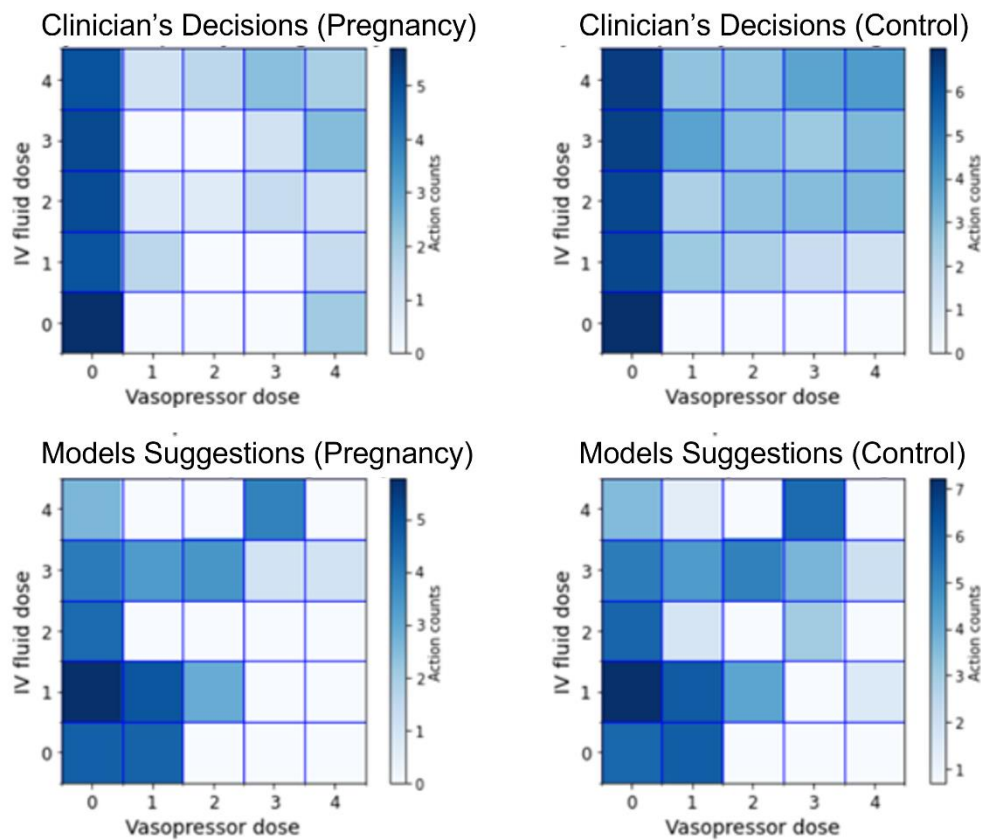 Clinician's Decisions (Pregnancy)
4
3
2
1
0
IV fluid dose
0 1 2 3 4
Vasopressor dose
5
4
3
2
1
0
Action counts
Clinician's Decisions (Control)
4
3
2
1
0
IV fluid dose
0 1 2 3 4
Vasopressor dose
6
5
4
3
2
1
0
Action counts
Models Suggestions (Pregnancy)
4
3
2
1
0
IV fluid dose
0 1 2 3 4
Vasopressor dose
5
4
3
2
1
0
Action counts
Models Suggestions (Control)
4
3
2
1
0
IV fluid dose
0 1 2 3 4
Vasopressor dose
7
6
5
4
3
2
1
Action counts